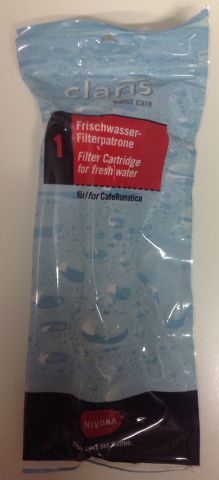 claris
water care
1
Frischwasser-
Filterpatrone
Filter Cartridge
for fresh water
für/for CafeRomatica
NIVONA